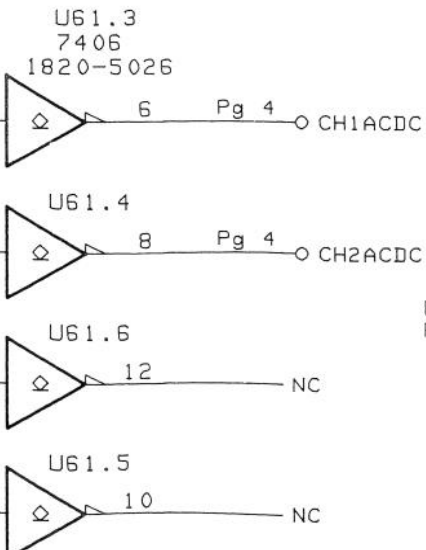 U61.3
7406
1820-5026
6 Pg 4 CH1ACDC
U61.4
8 Pg 4 CH2ACDC
U61.6
12 NC
U61.5
10 NC